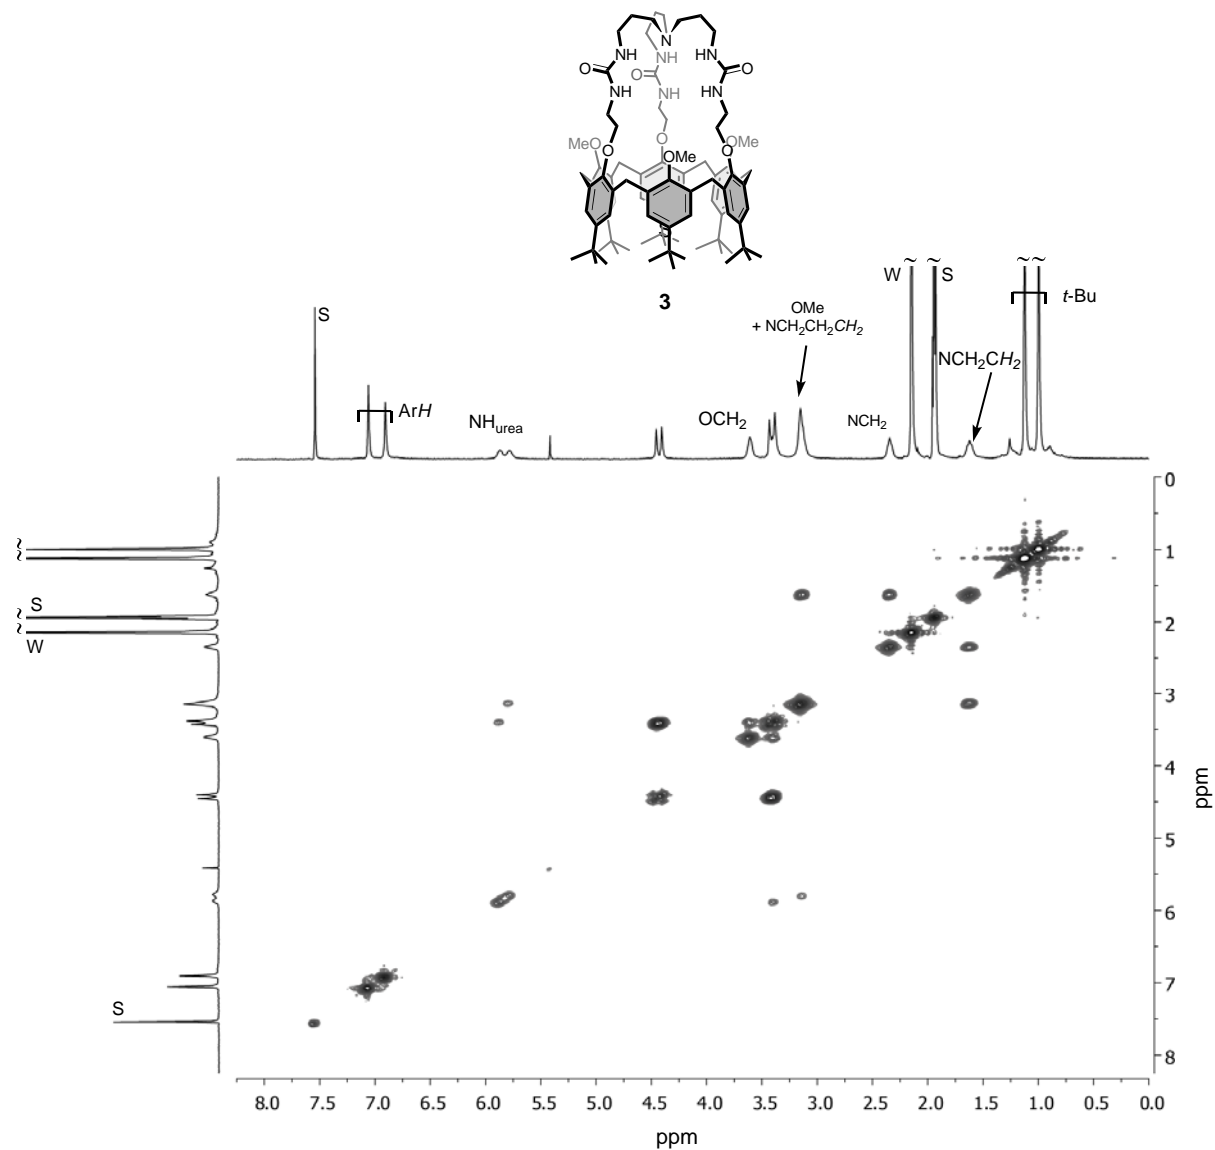 N
NH
NH
HN
O
O
O
NH
NH
HN
MeO
OMe
O
O
O
OMe
3
W
S
t-Bu
S
OMe
+ NCH₂CH₂CH₂
NCH₂CH₂
ArH
NHurea
OCH₂
NCH₂
~ ~ ~ ~
~
~
S
~
W
S
0
1
2
3
4
5
6
7
8
ppm
8.0 7.5 7.0 6.5 6.0 5.5 5.0 4.5 4.0 3.5 3.0 2.5 2.0 1.5 1.0 0.5 0.0
ppm